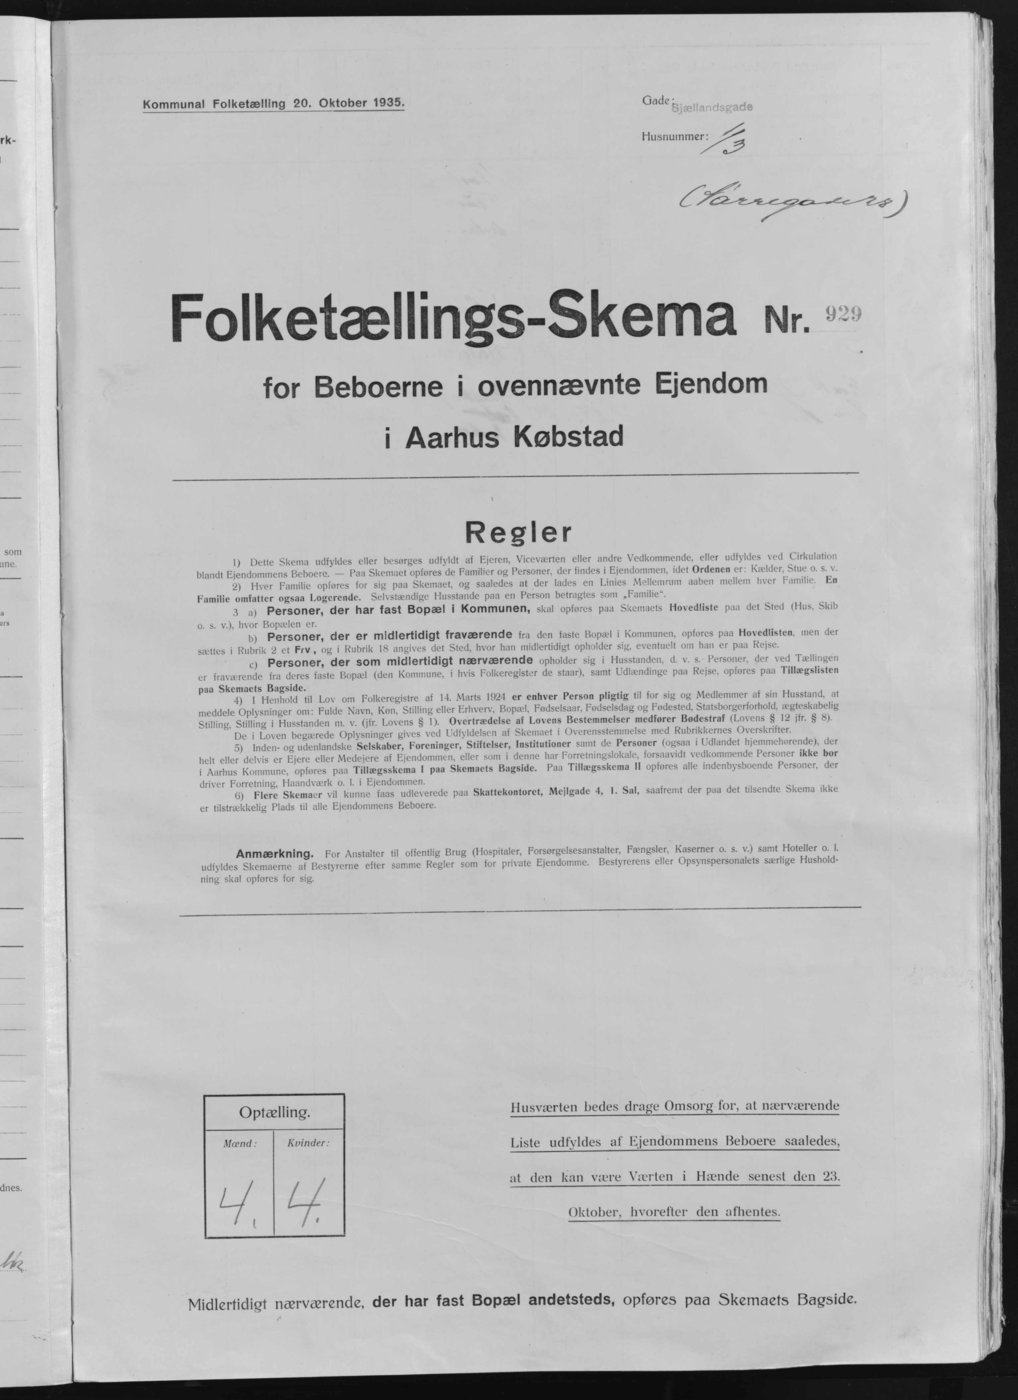 Kommunal Folketælling 20. Oktober 1935.
Gade: Sjællandsgade
Husnummer: 1/3
Folketællings-Skema Nr. 929
for Beboerne i ovennævnte Ejendom
i Aarhus Købstad
Regler
1) Dette Skema udfyldes eller besørges udfyldt af Ejeren, Viceværten eller andre Vedkommende, eller udfyldes ved Cirkulation
blandt Ejendommens Beboere. — Paa Skemaet opføres de Familier og Personer, der findes i Ejendommen, idet Ordenen er: Kælder, Stue o. s. v.
2) Hver Familie opføres for sig paa Skemaet, og saaledes at der lades en Linies Mellemrum aaben mellem hver Familie. En
Familie omfatter ogsaa Logerende. Selvstændige Husstande paa en Person betragtes som „Familie“.
3 a) Personer, der har fast Bopæl i Kommunen, skal opføres paa Skemaets Hovedliste paa det Sted (Hus, Skib
o. s. v.), hvor Bopælen er.
b) Personer, der er midlertidigt fraværende fra den faste Bopæl i Kommunen, opføres paa Hovedlisten, men der
sættes i Rubrik 2 et Frv, og i Rubrik 18 angives det Sted, hvor han midlertidigt opholder sig, eventuelt om han er paa Rejse.
c) Personer, der som midlertidigt nærværende opholder sig i Husstanden, d. v. s. Personer, der ved Tællingen
er fraværende fra deres faste Bopæl (den Kommune, i hvis Folkeregister de staar), samt Udlændinge paa Rejse, opføres paa Tillægslisten
paa Skemaets Bagside.
4) I Henhold til Lov om Folkeregistre af 14. Marts 1924 er enhver Person pligtig til for sig og Medlemmer af sin Husstand, at
meddele Oplysninger om: Fulde Navn, Køn, Stilling eller Erhverv, Bopæl, Fødselsaar, Fødselsdag og Fødested, Statsborgerforhold, ægteskabelig
Stilling, Stilling i Husstanden m. v. (jfr. Lovens § 1). Overtrædelse af Lovens Bestemmelser medfører Bødestraf (Lovens § 12 jfr. § 8).
De i Loven begærede Oplysninger gives ved Udfyldelsen af Skemaet i Overensstemmelse med Rubrikkernes Overskrifter.
5) Inden- og udenlandske Selskaber, Foreninger, Stiftelser, Institutioner samt de Personer (ogsaa i Udlandet hjemmehørende), der
helt eller delvis er Ejere eller Medejere af Ejendommen, eller som i denne har Forretningslokale, forsaavidt vedkommende Personer ikke bor
i Aarhus Kommune, opføres paa Tillægsskema I paa Skemaets Bagside. Paa Tillægsskema II opføres alle indenbysboende Personer, der
driver Forretning, Haandværk o. l. i Ejendommen.
6) Flere Skemaer vil kunne faas udleverede paa Skattekontoret, Mejlgade 4, 1. Sal, saafremt der paa det tilsendte Skema ikke
er tilstrækkelig Plads til alle Ejendommens Beboere.
Anmærkning. For Anstalter til offentlig Brug (Hospitaler, Forsørgelsesanstalter, Fængsler, Kaserner o. s. v.) samt Hoteller o. l.
udfyldes Skemaerne af Bestyrerne efter samme Regler som for private Ejendomme. Bestyrerens eller Opsynspersonalets særlige Hushold-
ning skal opføres for sig.
Optælling.
Mænd: Kvinder:
4. 4.
Husværten bedes drage Omsorg for, at nærværende
Liste udfyldes af Ejendommens Beboere saaledes,
at den kan være Værten i Hænde senest den 23.
Oktober, hvorefter den afhentes.
Midlertidigt nærværende, der har fast Bopæl andetsteds, opføres paa Skemaets Bagside.
rk-
som
une.
dnes.